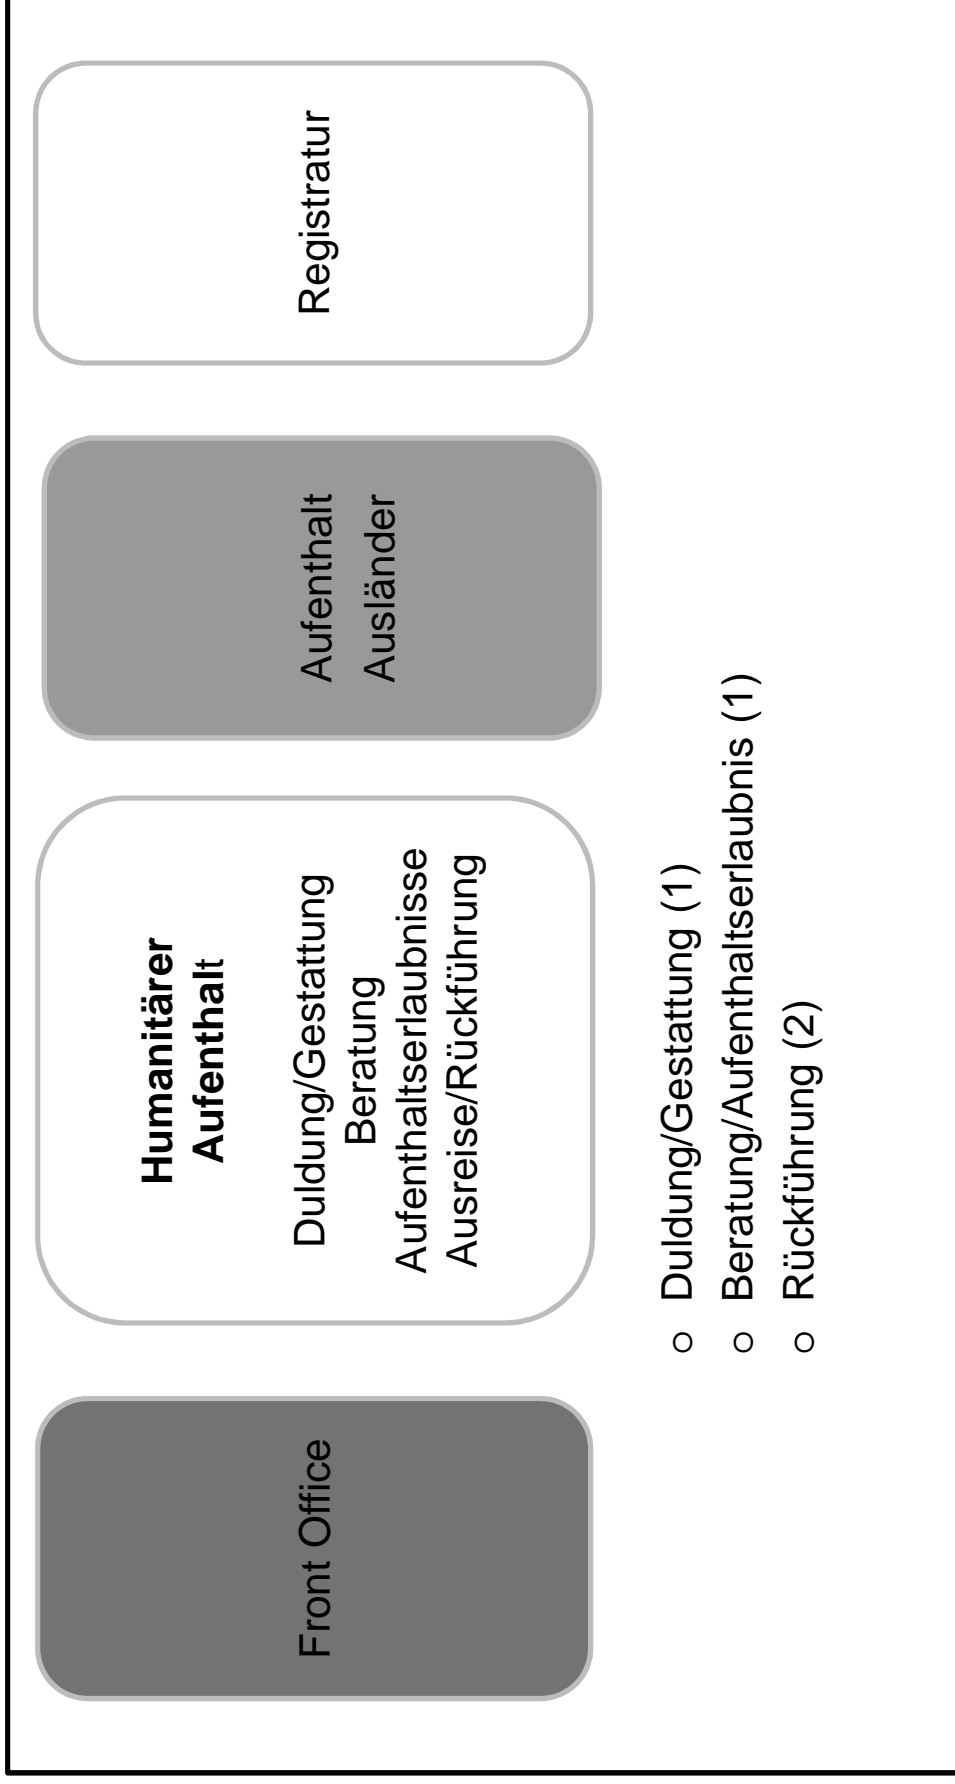 Front Office
Humanitärer
Aufenthalt
Duldung/Gestattung
Beratung
Aufenthaltserlaubnisse
Ausreise/Rückführung
Aufenthalt
Ausländer
Registratur
o Duldung/Gestattung (1)
o Beratung/Aufenthaltserlaubnis (1)
o Rückführung (2)